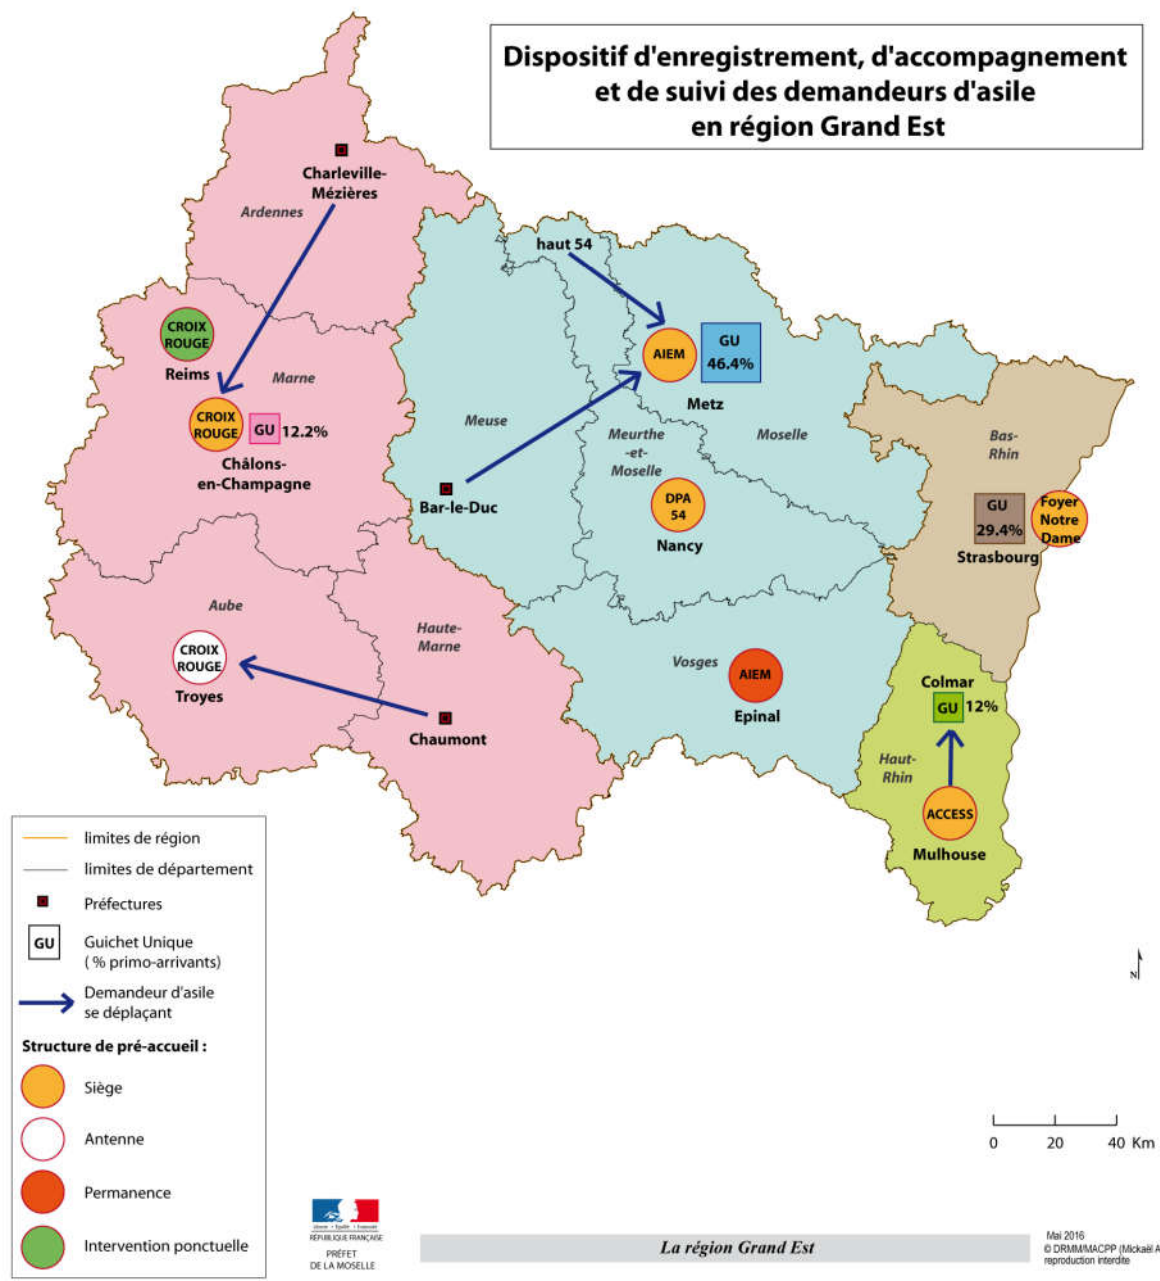 Dispositif d'enregistrement, d'accompagnement
et de suivi des demandeurs d'asile
en région Grand Est
Charleville-
Mézières
Ardennes
haut 54
CROIX
ROUGE
Reims
Marne
CROIX
ROUGE
GU
12.2%
Châlons-
en-Champagne
AIEM
GU
46.4%
Metz
Meuse
Meurthe
-et-
Moselle
Moselle
Bas-
Rhin
Bar-le-Duc
DPA
54
Nancy
GU
29.4%
Strasbourg
Foyer
Notre
Dame
Aube
Haute-
Marne
CROIX
ROUGE
Troyes
Chaumont
Vosges
AIEM
Epinal
Colmar
GU
12%
Haut-
Rhin
ACCESS
Mulhouse
limites de région
limites de département
Préfectures
GU
Guichet Unique
( % primo-arrivants)
Demandeur d'asile
se déplaçant
Structure de pré-accueil :
Siège
Antenne
Permanence
Intervention ponctuelle
N
0 20 40 Km
Liberté • Égalité • Fraternité
RÉPUBLIQUE FRANÇAISE
PRÉFET
DE LA MOSELLE
La région Grand Est
Mai 2016
© DRMM/MACPP (Mickaël A
reproduction interdite